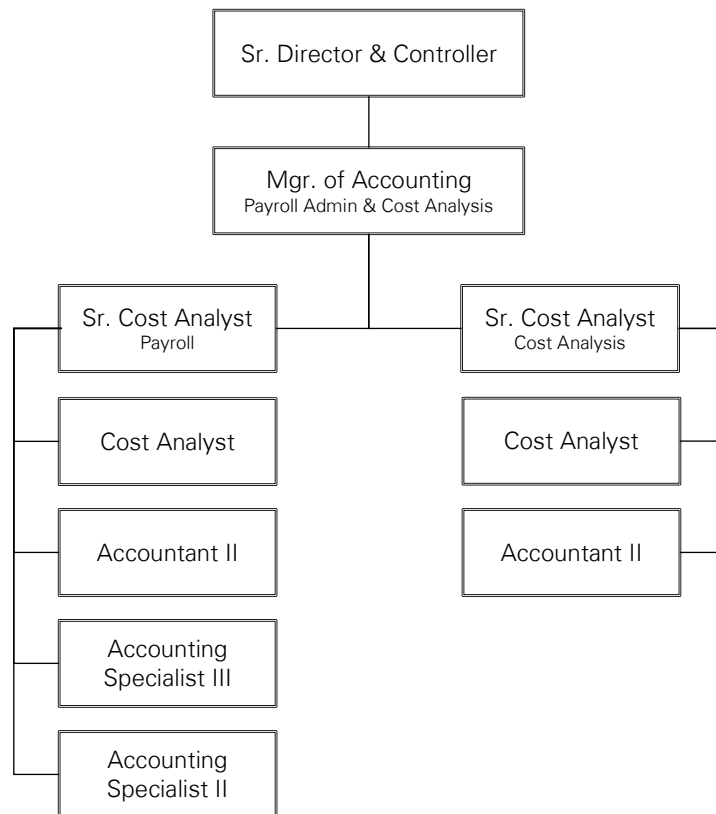 Sr. Director & Controller
Mgr. of Accounting
Payroll Admin & Cost Analysis
Sr. Cost Analyst
Payroll
Cost Analyst
Accountant II
Accounting
Specialist III
Accounting
Specialist II
Sr. Cost Analyst
Cost Analysis
Cost Analyst
Accountant II